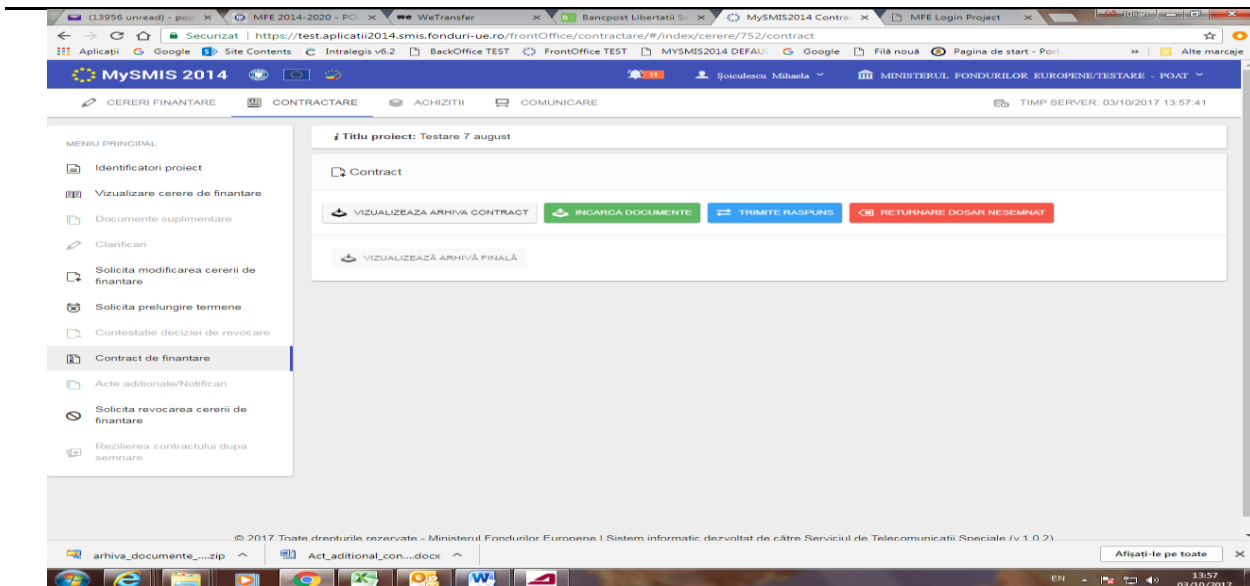 (13956 unread) - pop
MFE 2014-2020 - PO
WeTransfer
Bancpost Libertatii S
MySMIS2014 Contra
MFE Login Project
Securizat | https://test.aplicatii2014.smis.fonduri-ue.ro/frontOffice/contractare/#/index/cerere/752/contract
Aplicații Google Site Contents Intralegis v6.2 BackOffice TEST FrontOffice TEST MYSMIS2014 DEFAU Google Filă nouă Pagina de start - Por » Alte marcaje
MySMIS 2014 11 Șoiculescu Mihaela MINISTERUL FONDURILOR EUROPENE/TESTARE - POAT
CERERI FINANTARE CONTRACTARE ACHIZITII COMUNICARE TIMP SERVER: 03/10/2017 13:57:41
MENIU PRINCIPAL
Identificatori proiect
Vizualizare cerere de finantare
Documente suplimentare
Clarificari
Solicita modificarea cererii de
finantare
Solicita prelungire termene
Contestatie deciziei de revocare
Contract de finantare
Acte aditionale/Notificari
Solicita revocarea cererii de
finantare
Rezilierea contractului dupa
semnare
Titlu proiect: Testare 7 august
Contract
VIZUALIZEAZA ARHIVA CONTRACT INCARCA DOCUMENTE TRIMITE RASPUNS RETURNARE DOSAR NESEMNAT
VIZUALIZEAZĂ ARHIVĂ FINALĂ
© 2017 Toate drepturile rezervate - Ministerul Fondurilor Europene | Sistem informatic dezvoltat de către Serviciul de Telecomunicatii Speciale (v.1.0.2)
arhiva_documente_....zip Act_aditional_con....docx Afișați-le pe toate
EN 13:57
03/10/2017